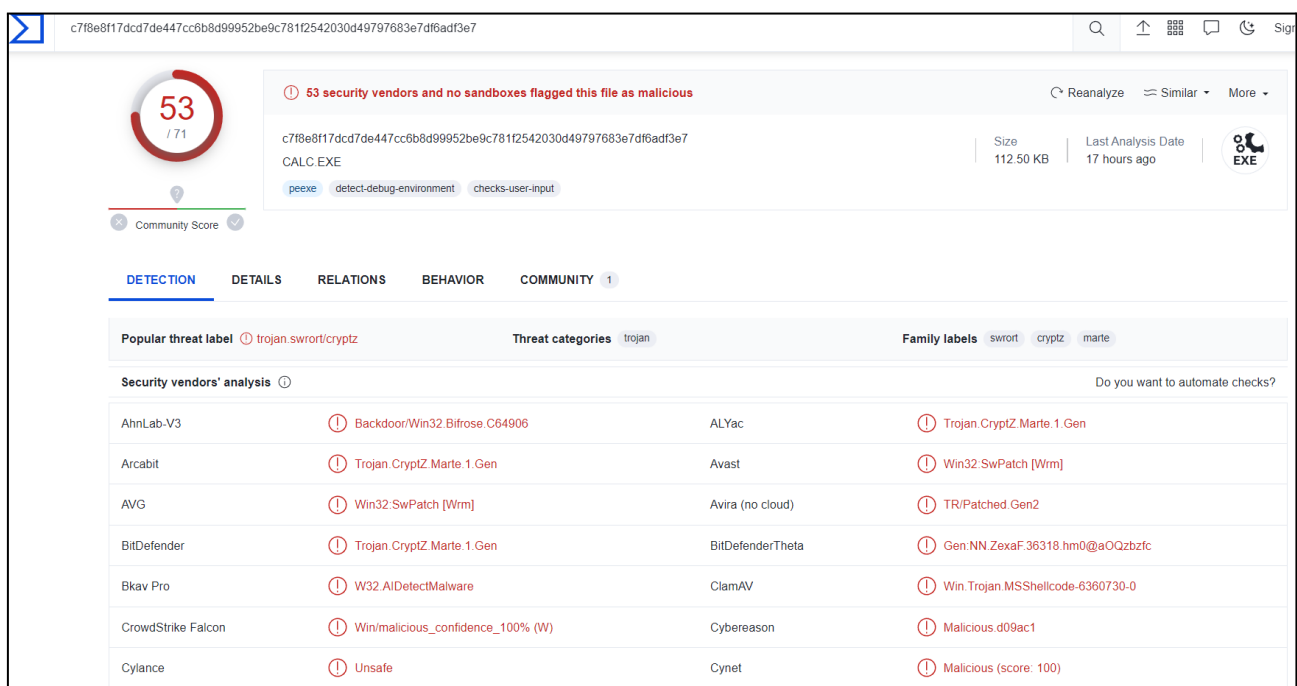 c7f8e8f17dcd7de447cc6b8d99952be9c781f2542030d49797683e7df6adf3e7
Sign
53
/ 71
53 security vendors and no sandboxes flagged this file as malicious
Reanalyze Similar More
c7f8e8f17dcd7de447cc6b8d99952be9c781f2542030d49797683e7df6adf3e7
CALC.EXE
peexe detect-debug-environment checks-user-input
Size
112.50 KB
Last Analysis Date
17 hours ago
EXE
?
Community Score
DETECTION DETAILS RELATIONS BEHAVIOR COMMUNITY 1
Popular threat label trojan.swrort/cryptz Threat categories trojan Family labels swrort cryptz marte
Security vendors' analysis Do you want to automate checks?
AhnLab-V3 Backdoor/Win32.Bifrose.C64906 ALYac Trojan.CryptZ.Marte.1.Gen
Arcabit Trojan.CryptZ.Marte.1.Gen Avast Win32:SwPatch [Wrm]
AVG Win32:SwPatch [Wrm] Avira (no cloud) TR/Patched.Gen2
BitDefender Trojan.CryptZ.Marte.1.Gen BitDefenderTheta Gen:NN.ZexaF.36318.hm0@aOQzbzfc
Bkav Pro W32.AIDetectMalware ClamAV Win.Trojan.MSShellcode-6360730-0
CrowdStrike Falcon Win/malicious_confidence_100% (W) Cybereason Malicious.d09ac1
Cylance Unsafe Cynet Malicious (score: 100)